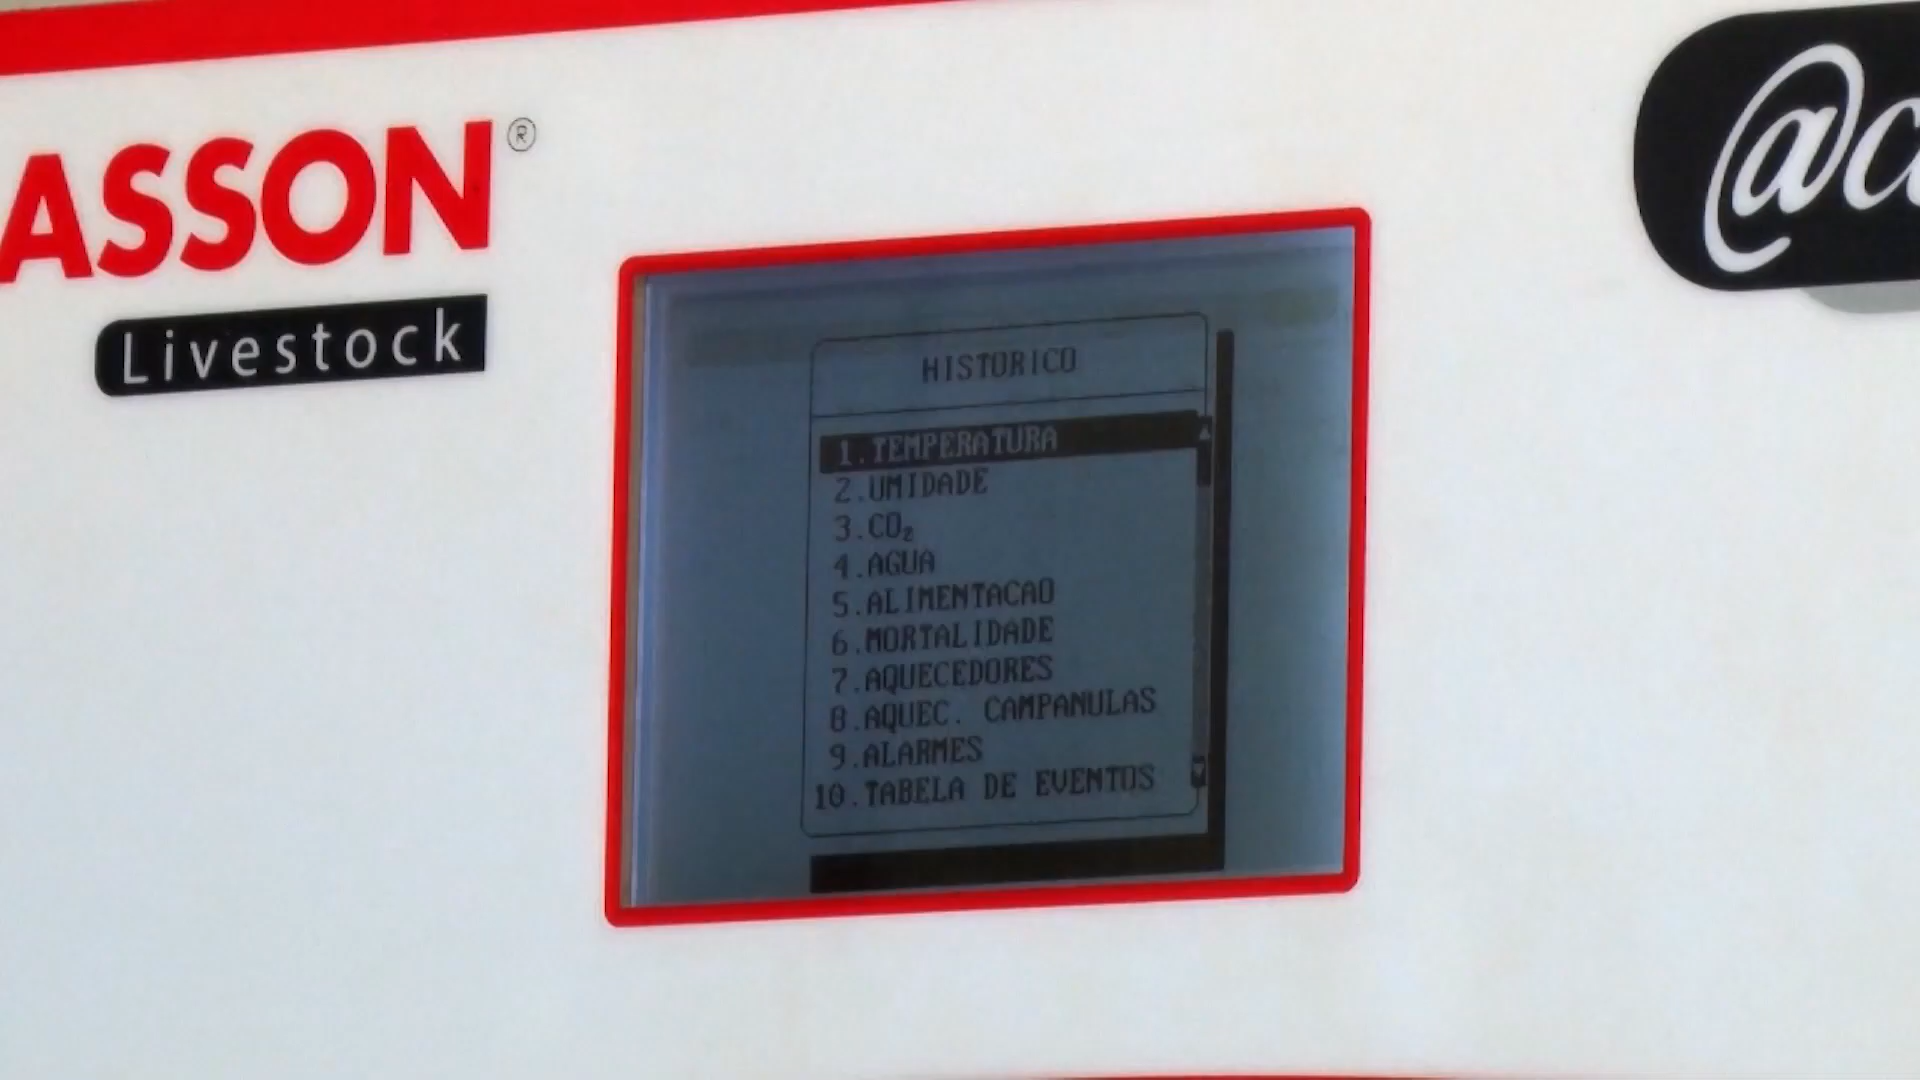 ASSON®
Livestock
@c
HISTORICO
1.TEMPERATURA
2.UMIDADE
3.CO₂
4.AGUA
5.ALIMENTACAO
6.MORTALIDADE
7.AQUECEDORES
8.AQUEC. CAMPANULAS
9.ALARMES
10.TABELA DE EVENTOS